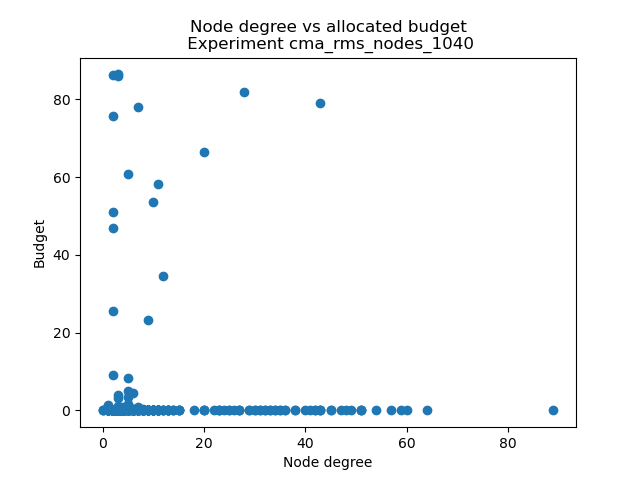 Node degree vs allocated budget
Experiment cma_rms_nodes_1040
80
60
40
20
0
Budget
0 20 40 60 80
Node degree